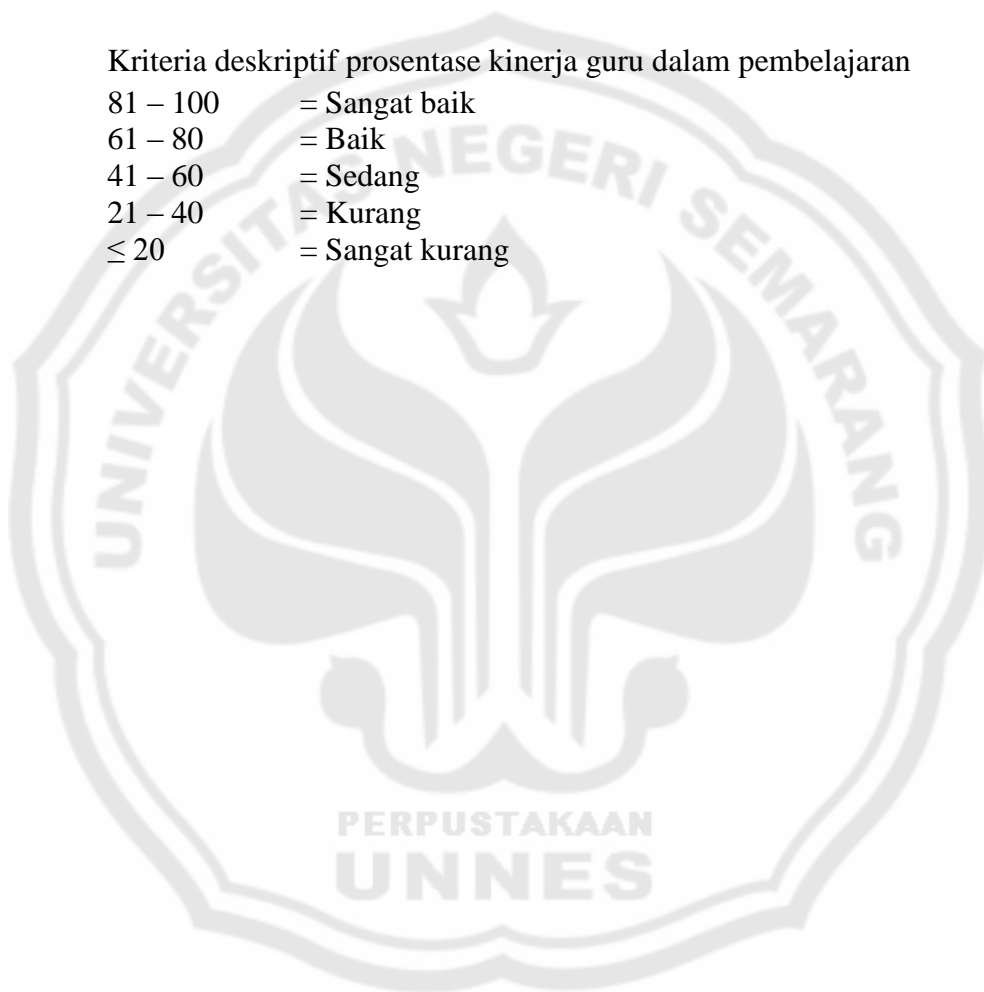 Kriteria deskriptif prosentase kinerja guru dalam pembelajaran
81 – 100 = Sangat baik
61 – 80 = Baik
41 – 60 = Sedang
21 – 40 = Kurang
≤ 20 = Sangat kurang
UNIVERSITAS NEGERI SEMARANG
PERPUSTAKAAN
UNNES